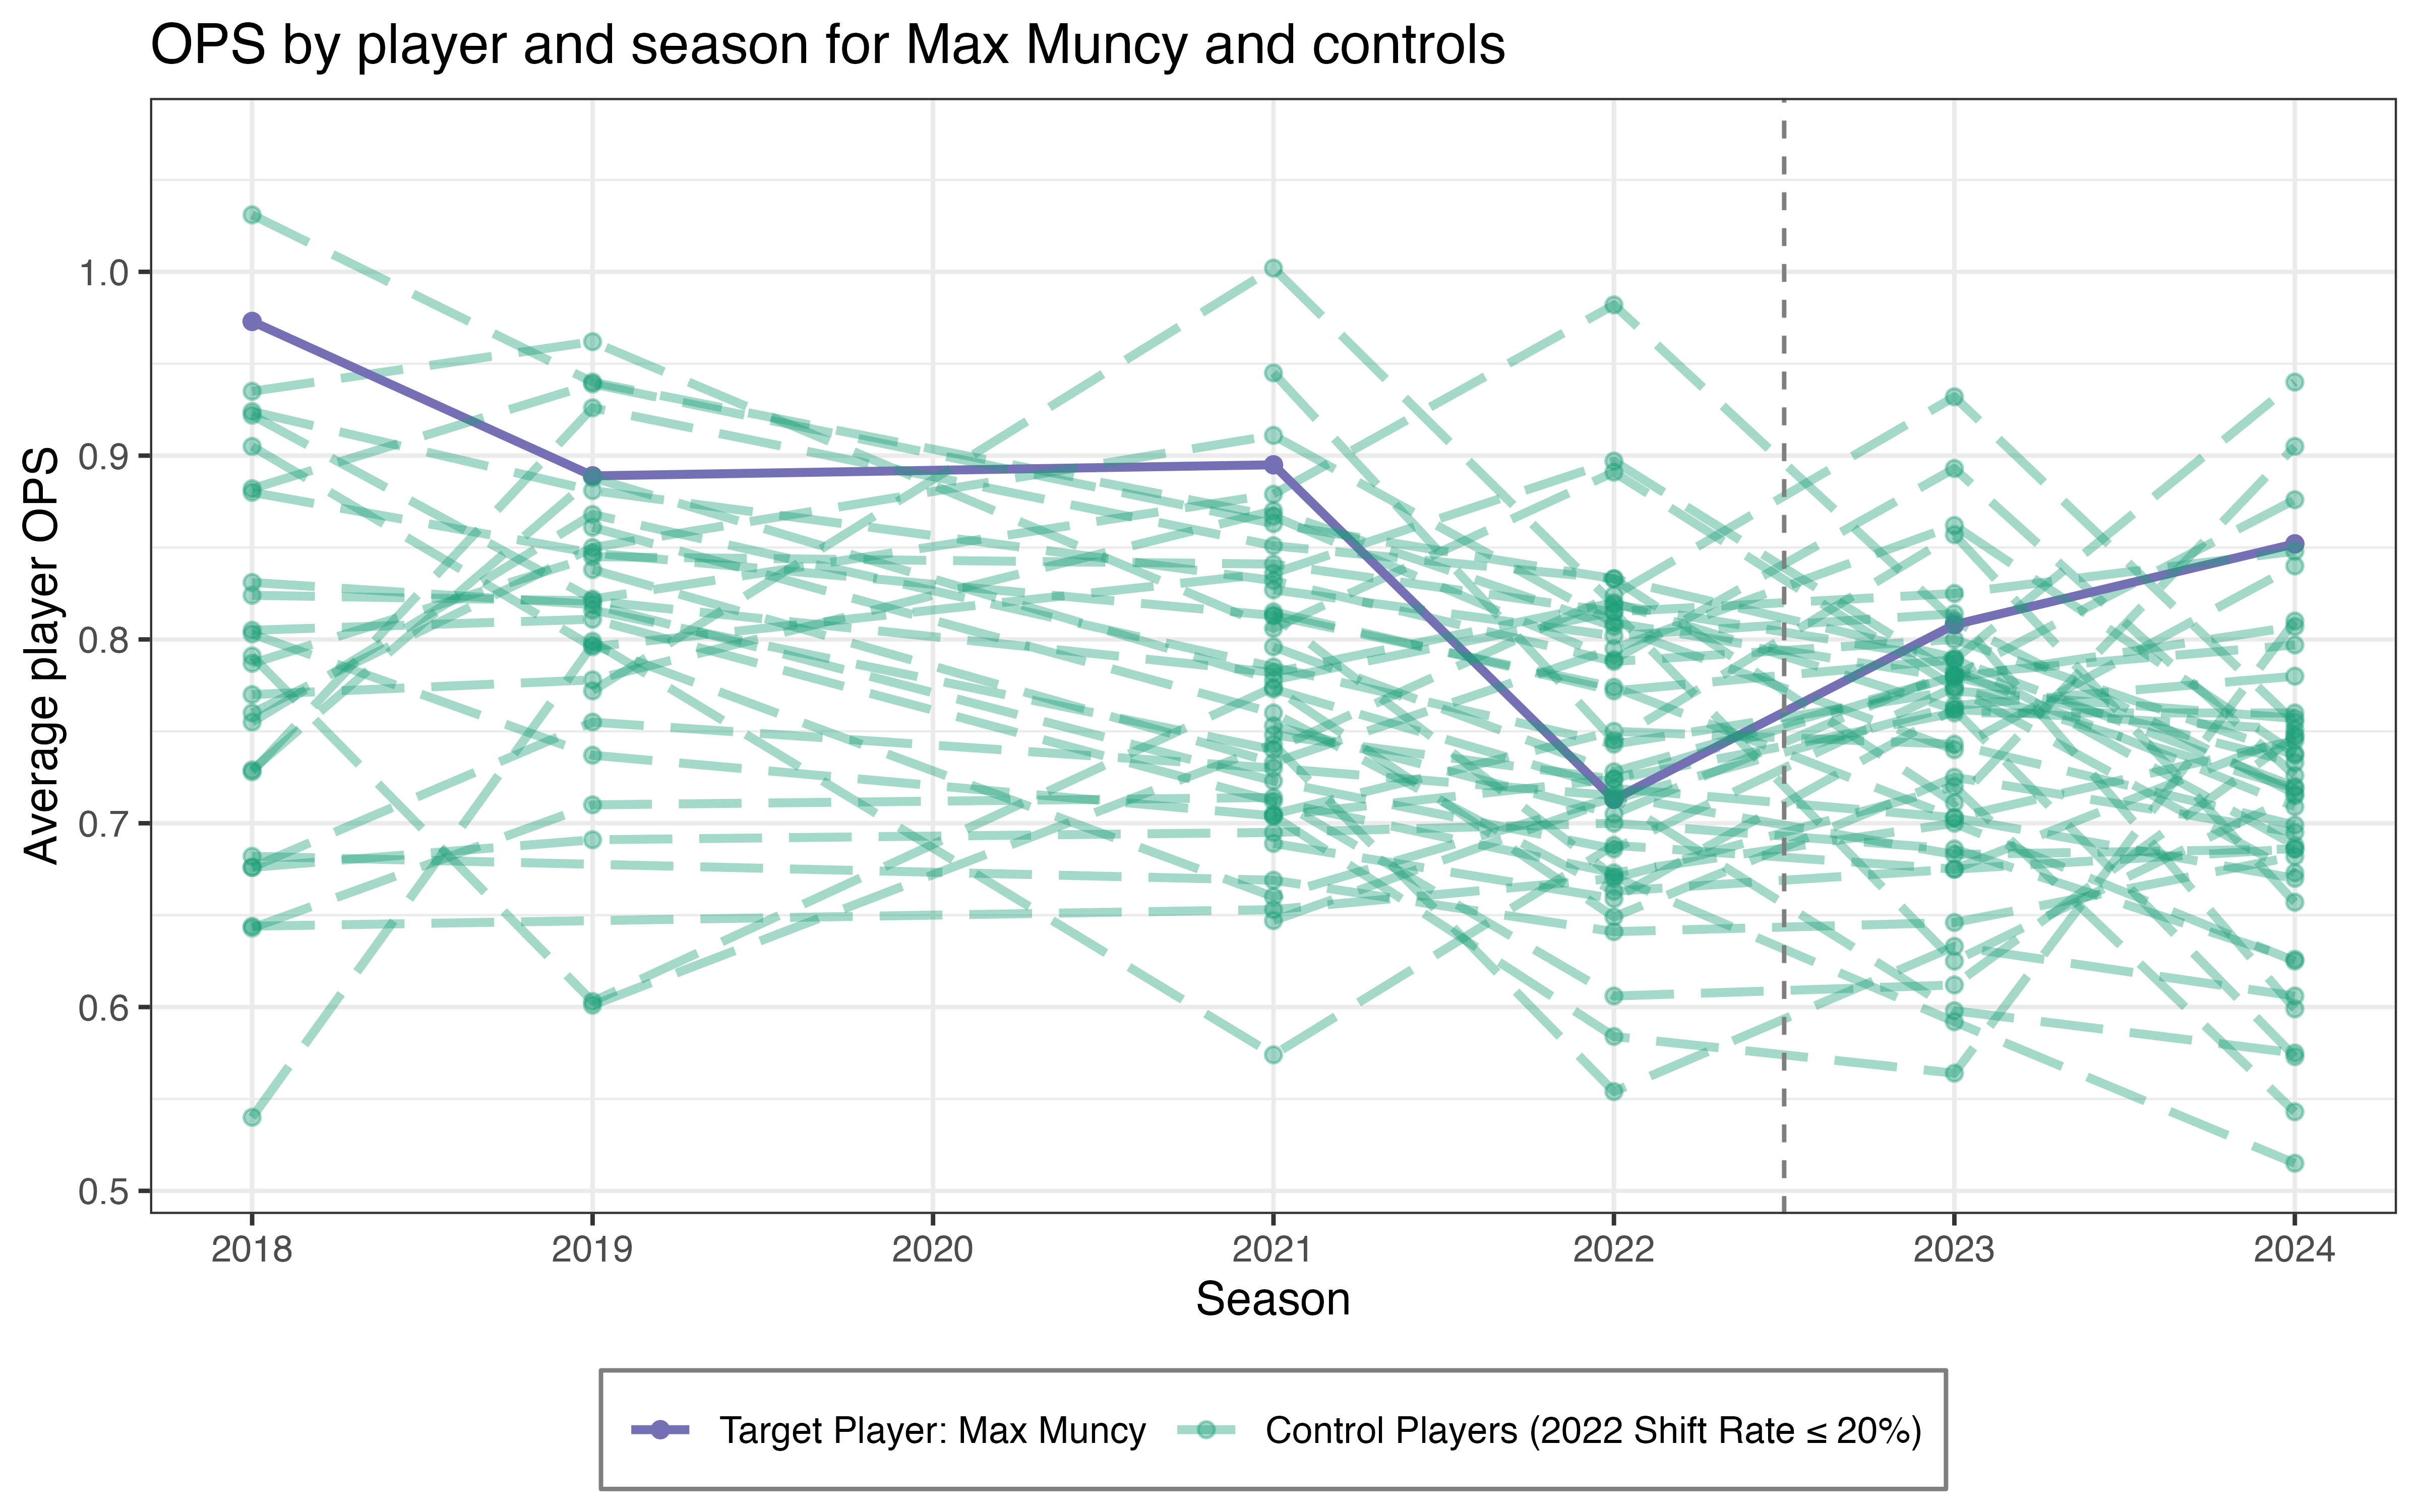 OPS by player and season for Max Muncy and controls
Average player OPS
1.0
0.9
0.8
0.7
0.6
0.5
2018 2019 2020 2021 2022 2023 2024
Season
Target Player: Max Muncy Control Players (2022 Shift Rate ≤ 20%)